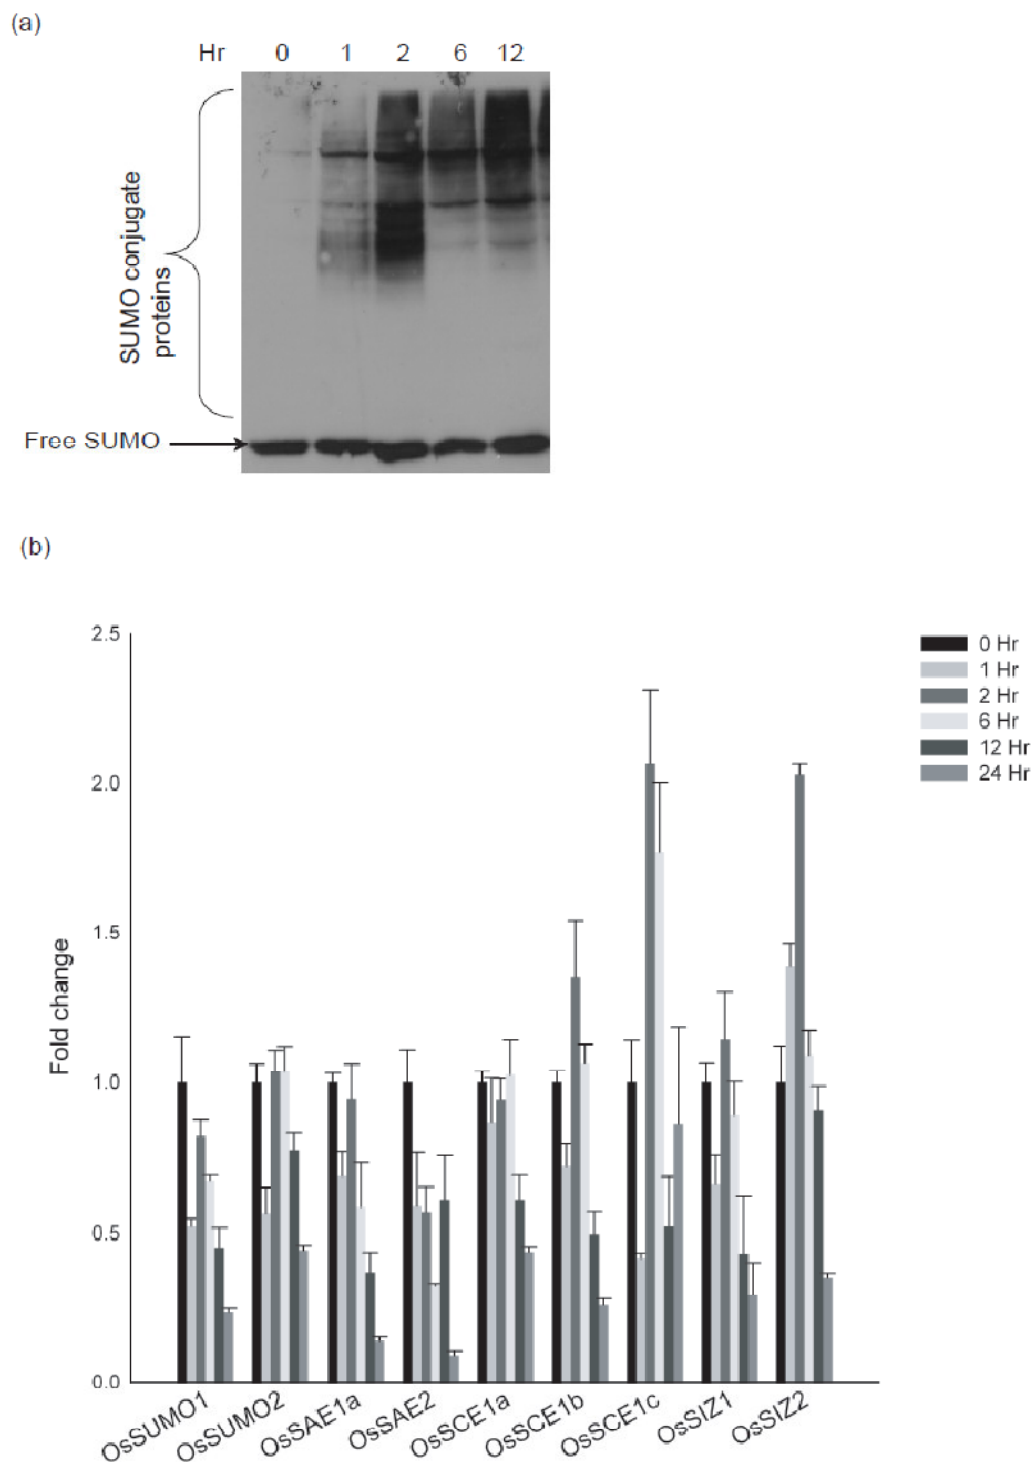 (a)
Hr 0 1 2 6 12
SUMO conjugate
proteins
Free SUMO
(b)
Fold change
2.5
2.0
1.5
1.0
0.5
0.0
0 Hr
1 Hr
2 Hr
6 Hr
12 Hr
24 Hr
OsSUMO1
OsSUMO2
OsSAE1a
OsSAE2
OsSCE1a
OsSCE1b
OsSCE1c
OsSIZ1
OsSIZ2